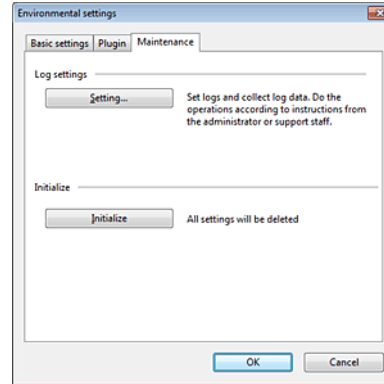 Environmental settings
Basic settings Plugin Maintenance
Log settings
Setting... Set logs and collect log data. Do the
operations according to instructions from
the administrator or support staff.
Initialize
Initialize All settings will be deleted
OK Cancel